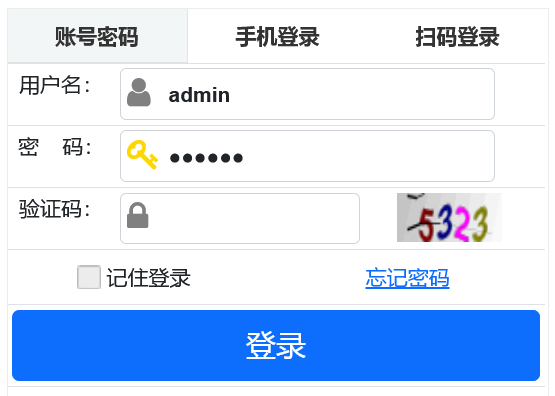 账号密码 手机登录 扫码登录
用户名： admin
密 码： ●●●●●●
验证码： 5323
记住登录 忘记密码
登录